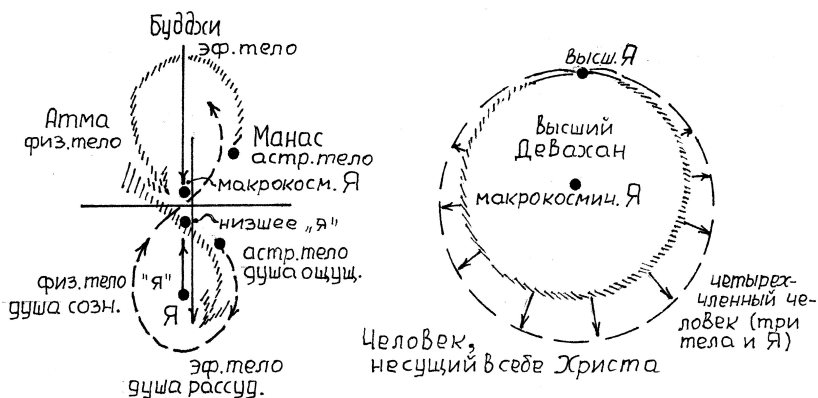 Буддхи
эф.тело
Атма
физ.тело
Манас
астр.тело
макрокосм. Я
низшее „я"
астр.тело
душа ощущ.
физ.тело
душа созн.
"Я"
Я
эф.тело
душа рассуд.
высш. Я
Высший
Девахан
макрокосмич. Я
четырех-
членный че-
ловек (три
тела и Я)
Человек,
несущий в себе Христа